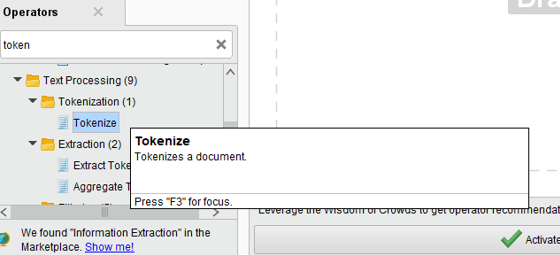 Operators
Dra
token
Text Processing (9)
Tokenization (1)
Tokenize
Tokenize
Tokenizes a document.
Extraction (2)
Extract Toke
Aggregate T
Press "F3" for focus.
Leverage the Wisdom of Crowds to get operator recommendat
We found "Information Extraction" in the
Marketplace. Show me!
Activate